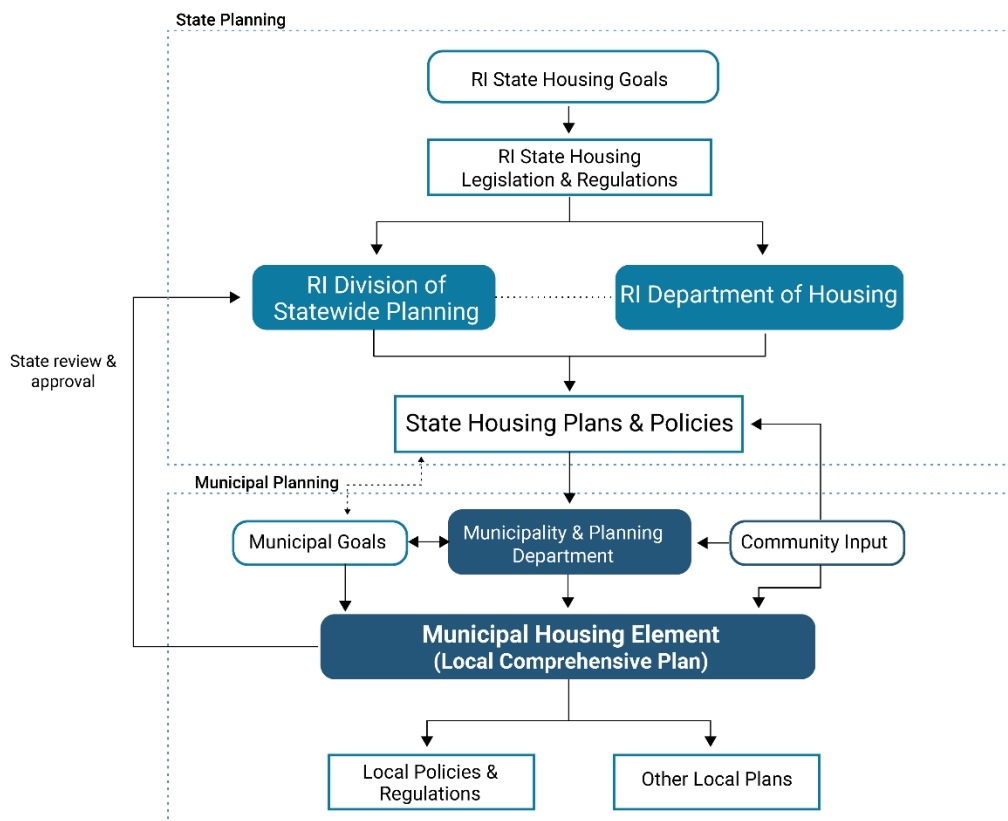 State Planning
RI State Housing Goals
RI State Housing
Legislation & Regulations
RI Division of
Statewide Planning
RI Department of Housing
State review &
approval
State Housing Plans & Policies
Municipal Planning
Municipal Goals
Municipality & Planning
Department
Community Input
Municipal Housing Element
(Local Comprehensive Plan)
Local Policies &
Regulations
Other Local Plans